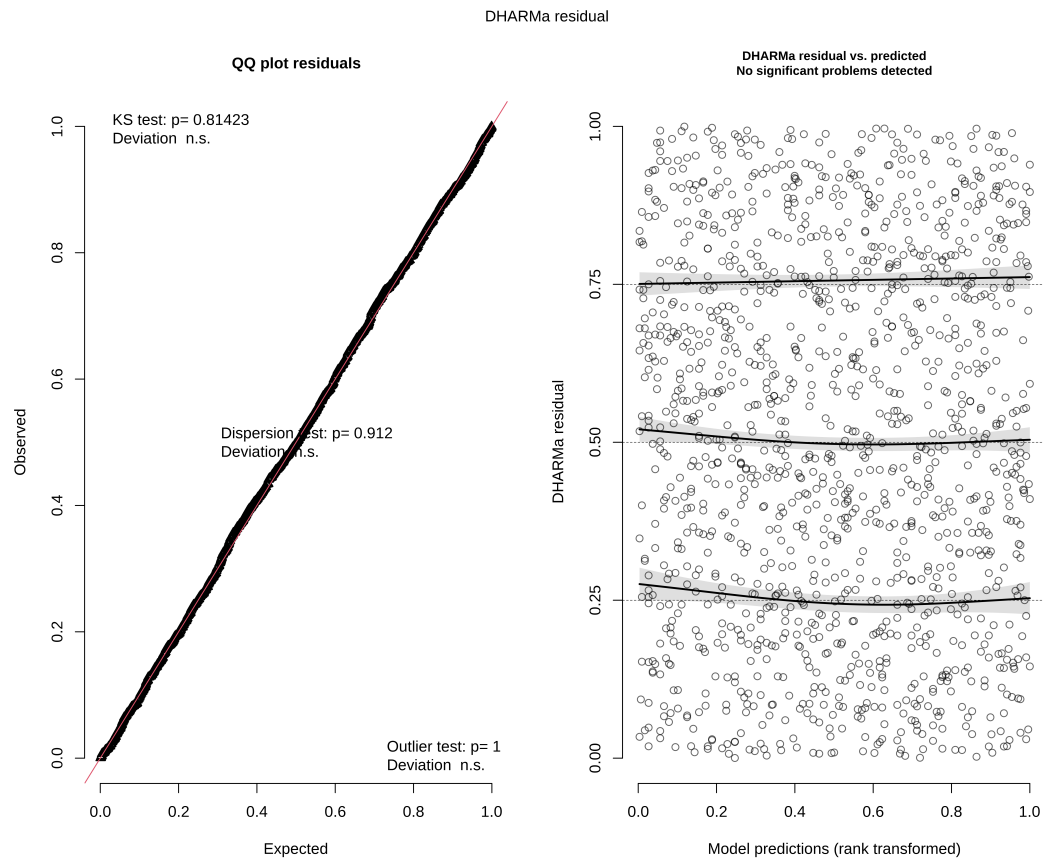 DHARMa residual
QQ plot residuals
KS test: p= 0.81423
Deviation  n.s.
Dispersion test: p= 0.912
Deviation n.s.
Outlier test: p= 1
Deviation  n.s.
Observed
0.0
0.2
0.4
0.6
0.8
1.0
0.0
0.2
0.4
0.6
0.8
1.0
Expected
DHARMa residual vs. predicted
No significant problems detected
DHARMa residual
0.00
0.25
0.50
0.75
1.00
0.0
0.2
0.4
0.6
0.8
1.0
Model predictions (rank transformed)